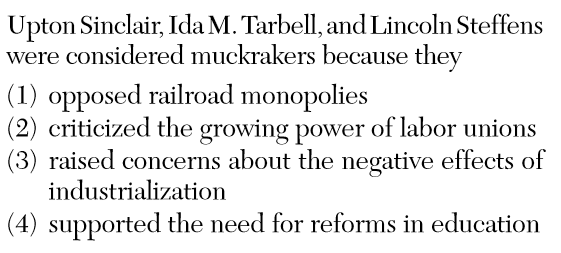 Upton Sinclair, Ida M. Tarbell, and Lincoln Steffens
were considered muckrakers because they
(1) opposed railroad monopolies
(2) criticized the growing power of labor unions
(3) raised concerns about the negative effects of
industrialization
(4) supported the need for reforms in education